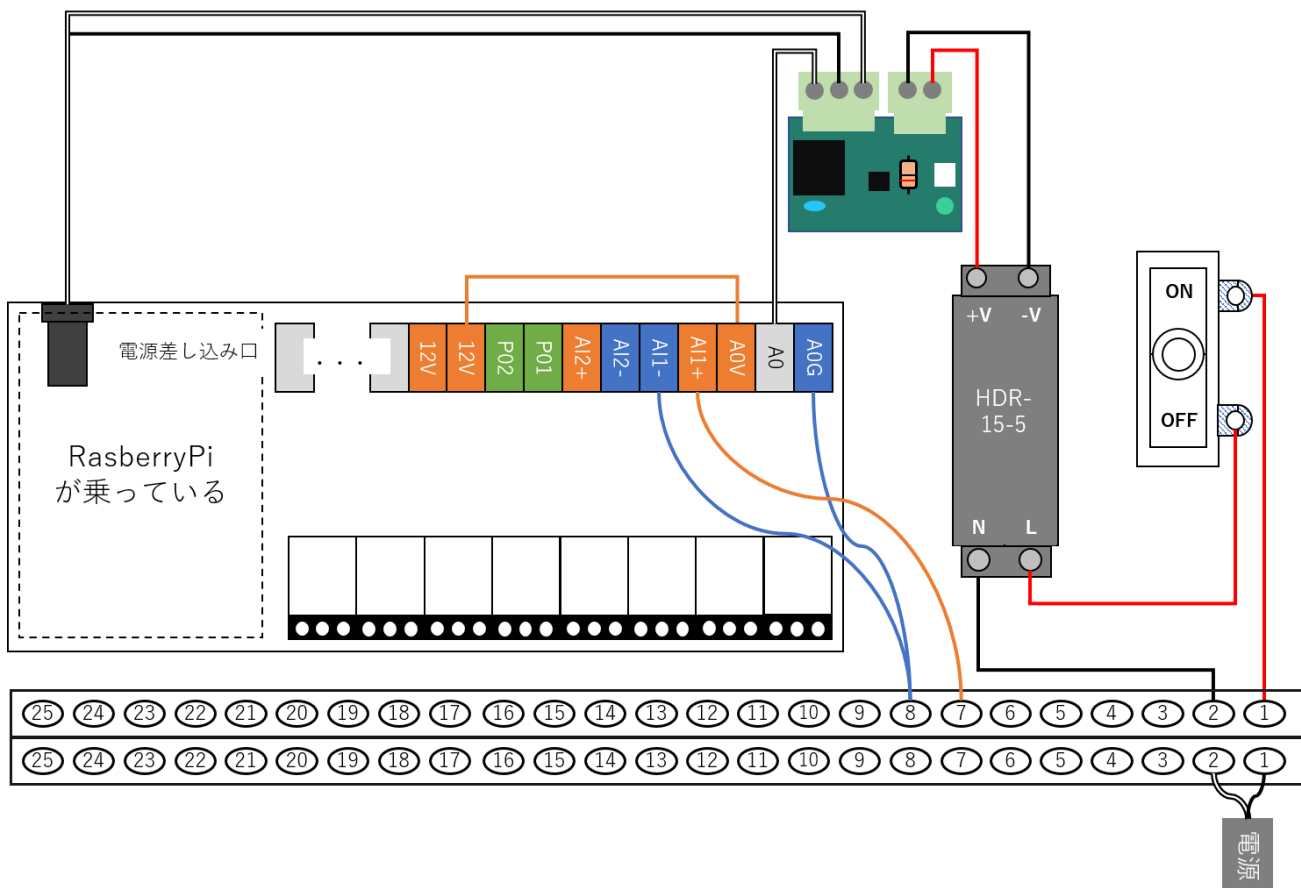 ON
+V -V
電源差し込み口
・・・
12V 12V P02 P01 AI2+ AI2- AI1- AI1+ A0V A0 A0G
HDR-
15-5
OFF
RasberryPi
が乗っている
N L
25 24 23 22 21 20 19 18 17 16 15 14 13 12 11 10 9 8 7 6 5 4 3 2 1
25 24 23 22 21 20 19 18 17 16 15 14 13 12 11 10 9 8 7 6 5 4 3 2 1
電源